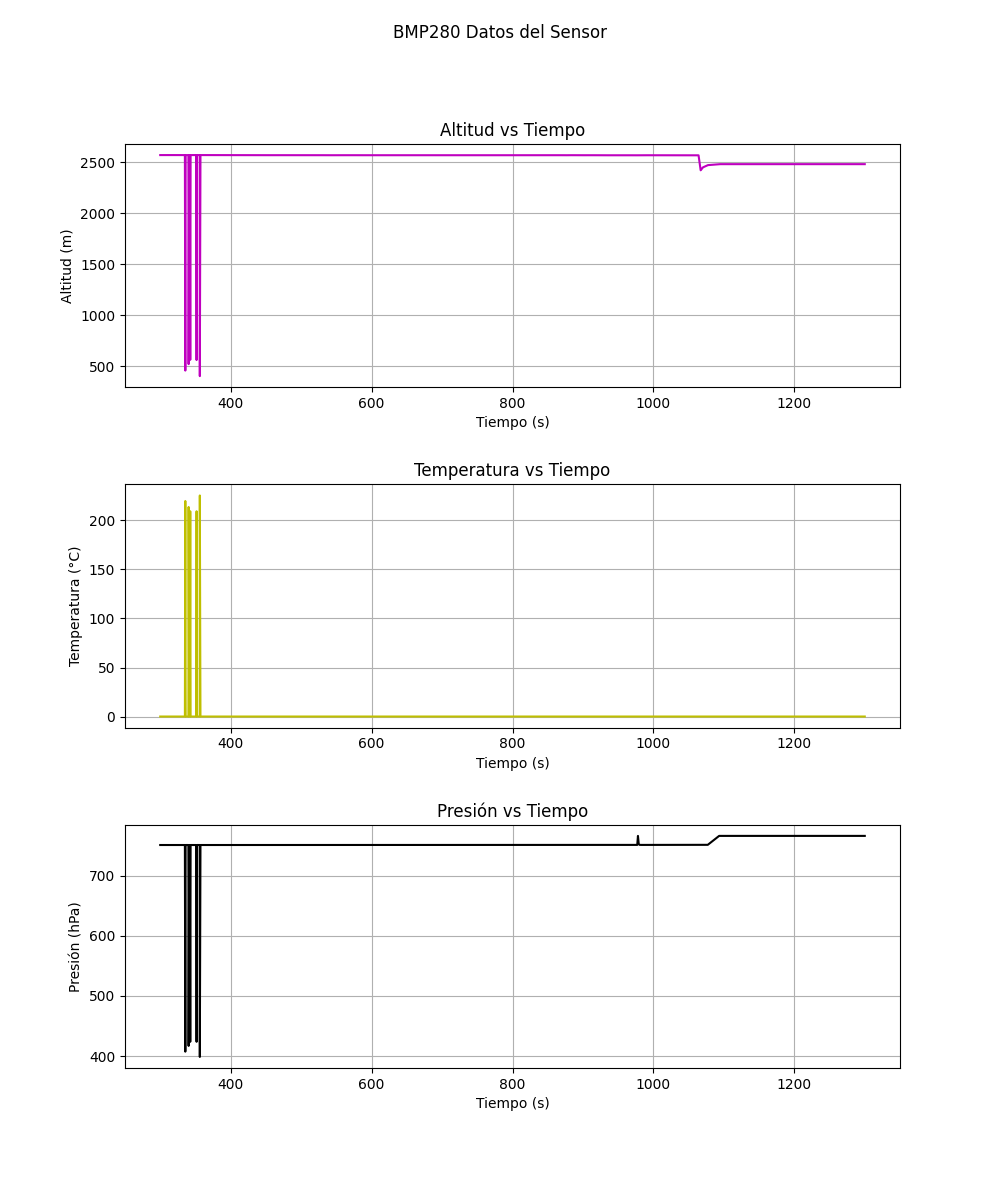 BMP280 Datos del Sensor
Altitud vs Tiempo
Altitud (m)
2500
2000
1500
1000
500
400 600 800 1000 1200
Tiempo (s)
Temperatura vs Tiempo
Temperatura (°C)
200
150
100
50
0
400 600 800 1000 1200
Tiempo (s)
Presión vs Tiempo
Presión (hPa)
700
600
500
400
400 600 800 1000 1200
Tiempo (s)